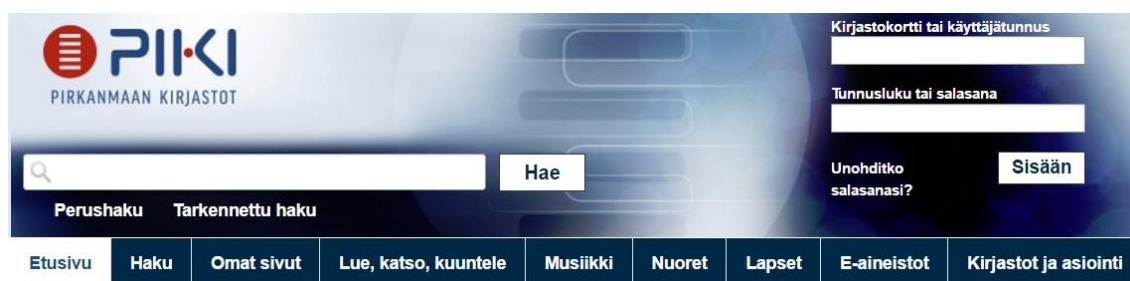 PIKI
PIRKANMAAN KIRJASTOT
Kirjastokortti tai käyttäjätunnus
Tunnusluku tai salasana
Hae
Unohditko
salasanasi?
Sisään
Perushaku Tarkennettu haku
Etusivu Haku Omat sivut Lue, katso, kuuntele Musiikki Nuoret Lapset E-aineistot Kirjastot ja asiointi